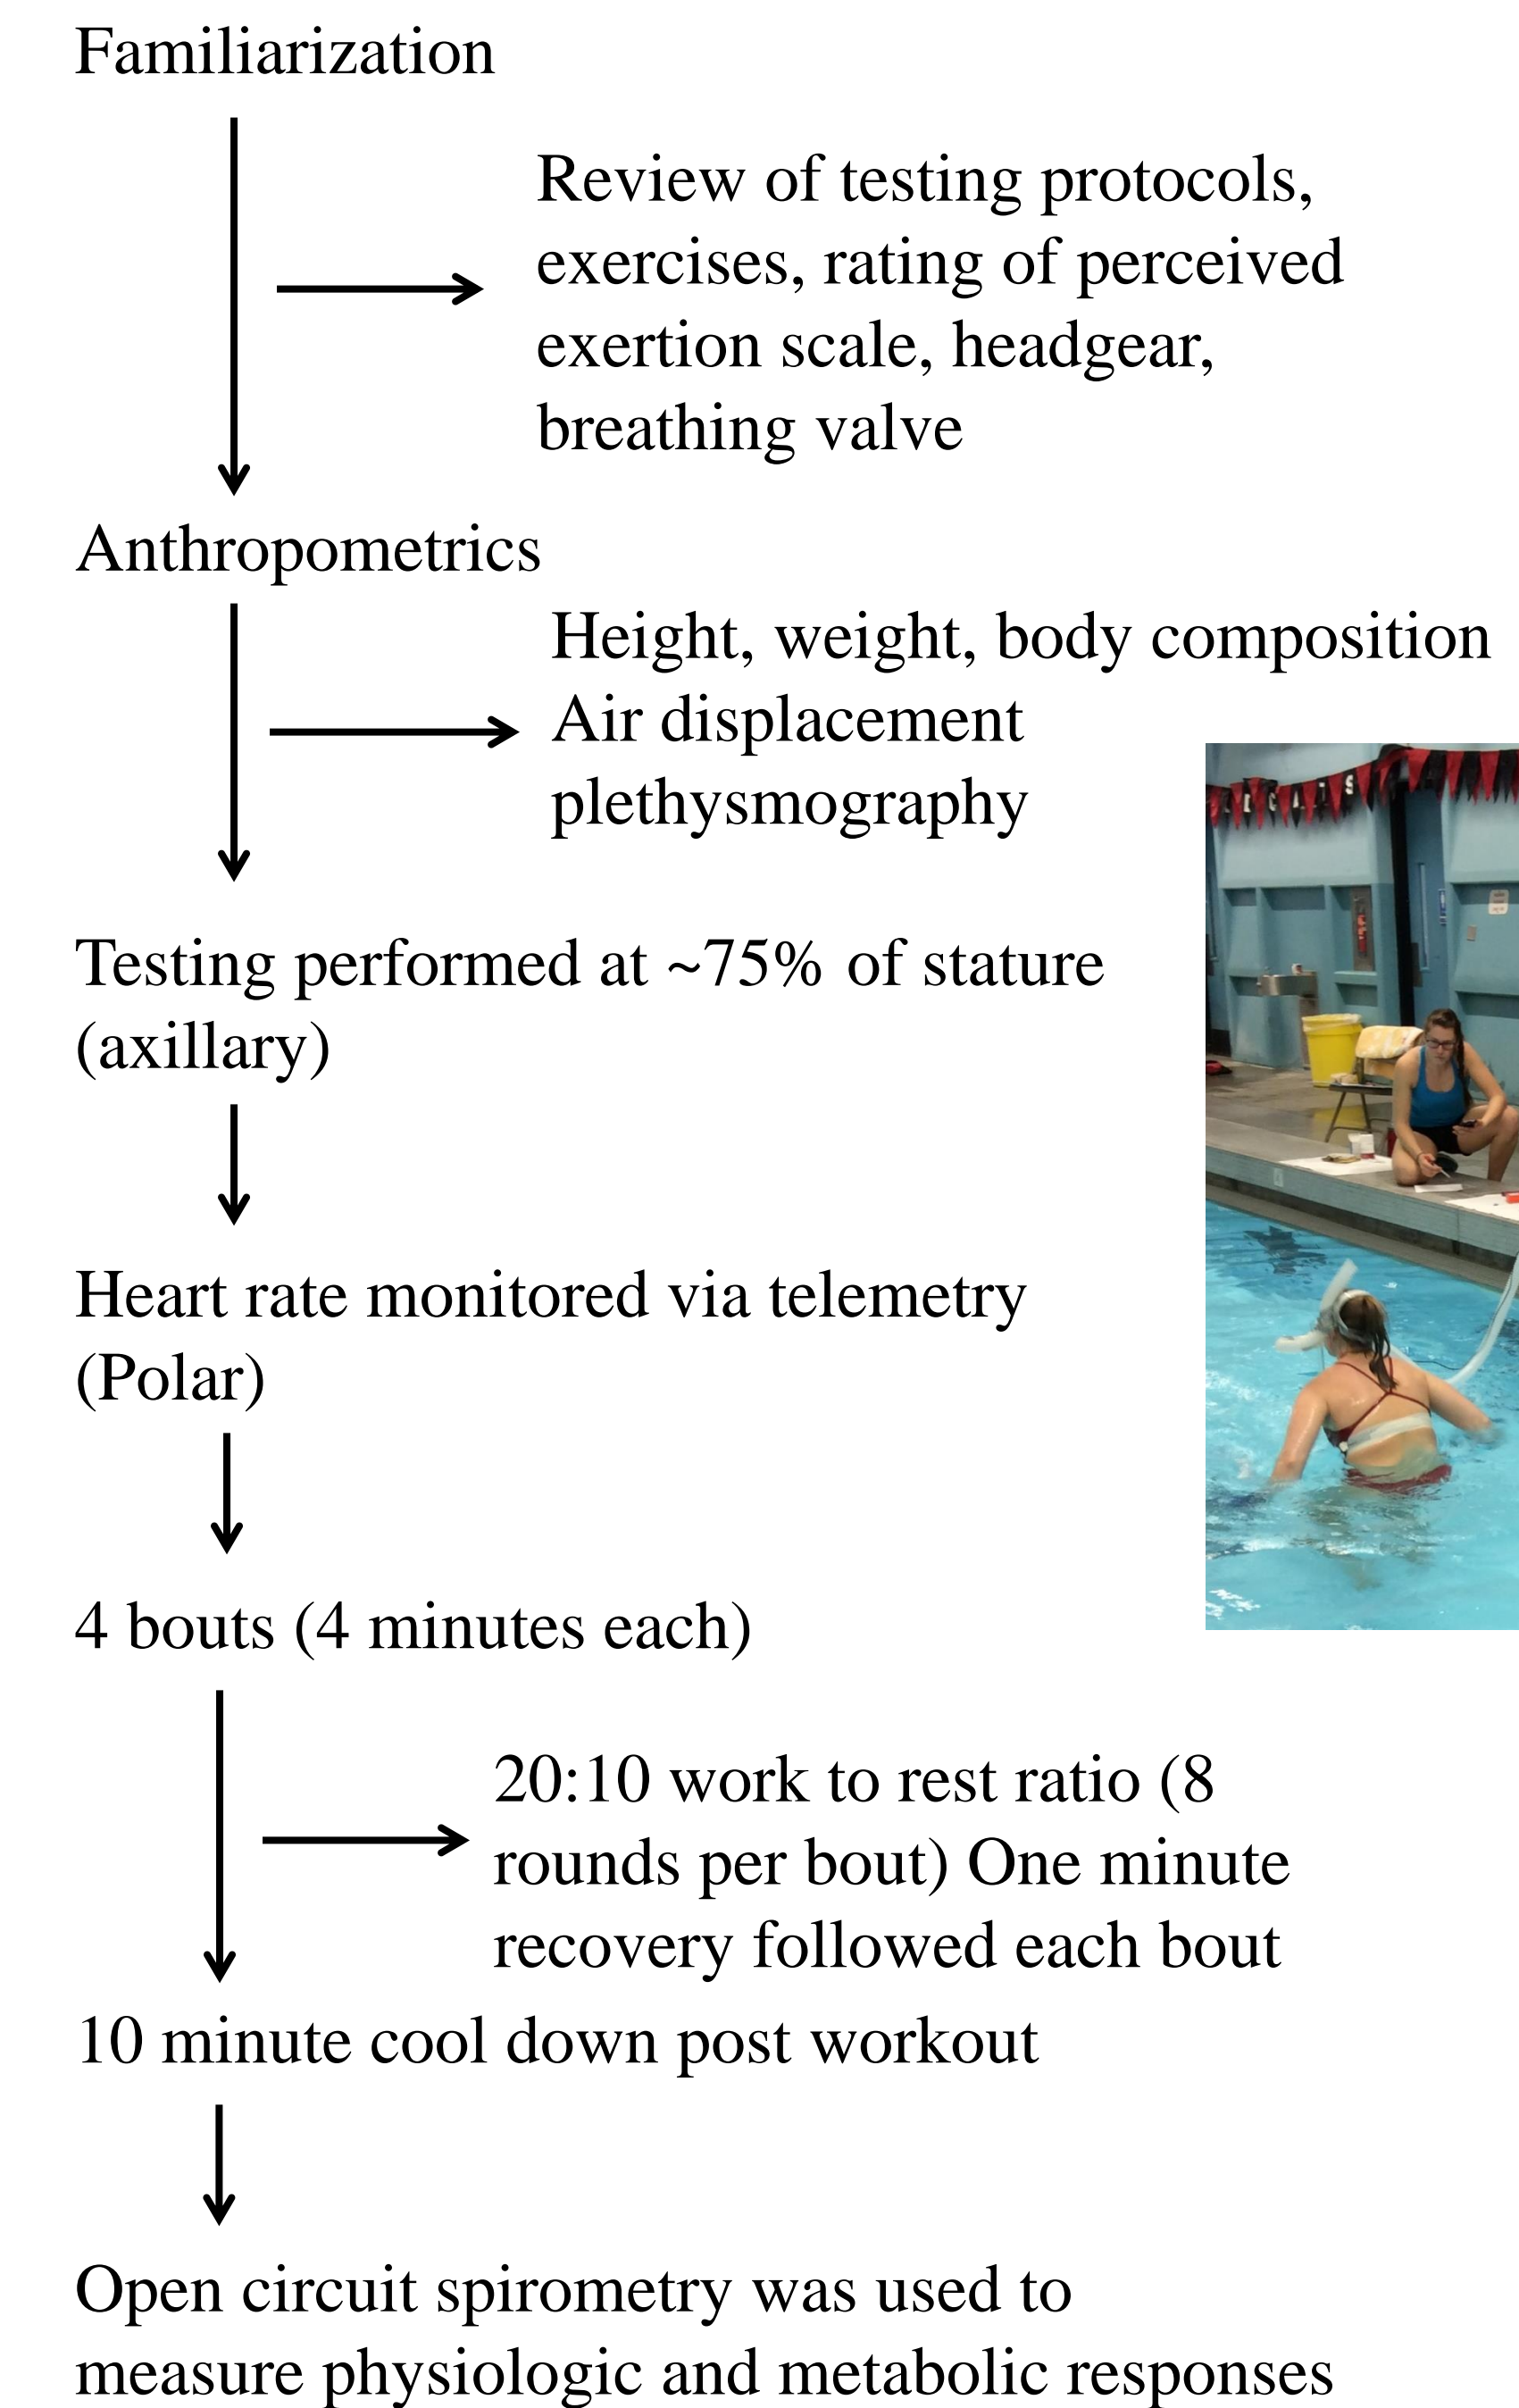 Familiarization
Review of testing protocols,
exercises, rating of perceived
exertion scale, headgear,
breathing valve
Anthropometrics
Height, weight, body composition
Air displacement
plethysmography
Testing performed at ~75% of stature
(axillary)
Heart rate monitored via telemetry
(Polar)
4 bouts (4 minutes each)
20:10 work to rest ratio (8
rounds per bout) One minute
recovery followed each bout
10 minute cool down post workout
Open circuit spirometry was used to
measure physiologic and metabolic responses